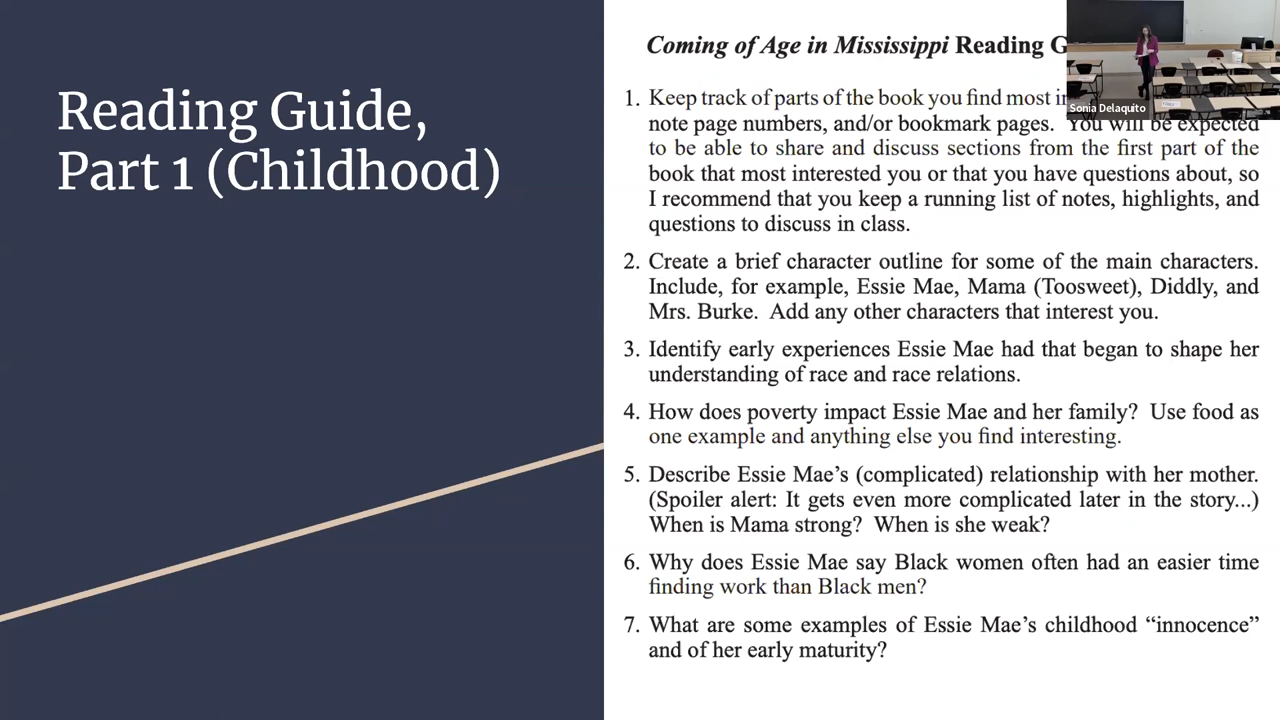 Reading Guide,
Part 1 (Childhood)
Coming of Age in Mississippi Reading
Sonia Delaquito
1. Keep track of parts of the book you find most
note page numbers, and/or bookmark pages. You will be expected
to be able to share and discuss sections from the first part of the
book that most interested you or that you have questions about, so
I recommend that you keep a running list of notes, highlights, and
questions to discuss in class.
2. Create a brief character outline for some of the main characters.
Include, for example, Essie Mae, Mama (Toosweet), Diddly, and
Mrs. Burke. Add any other characters that interest you.
3. Identify early experiences Essie Mae had that began to shape her
understanding of race and race relations.
4. How does poverty impact Essie Mae and her family? Use food as
one example and anything else you find interesting.
5. Describe Essie Mae’s (complicated) relationship with her mother.
(Spoiler alert: It gets even more complicated later in the story...)
When is Mama strong? When is she weak?
6. Why does Essie Mae say Black women often had an easier time
finding work than Black men?
7. What are some examples of Essie Mae’s childhood “innocence”
and of her early maturity?